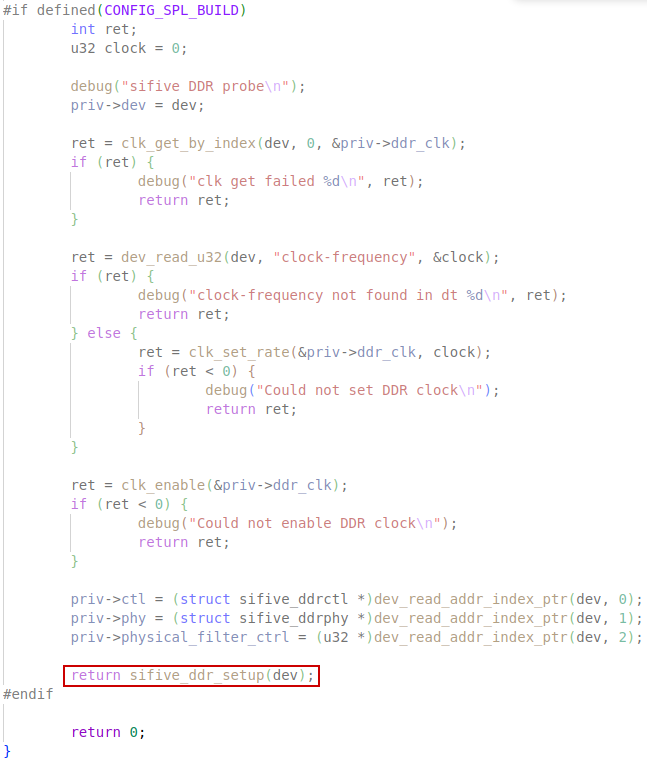 #if defined(CONFIG_SPL_BUILD)
        int ret;
        u32 clock = 0;

        debug("sifive DDR probe\n");
        priv->dev = dev;

        ret = clk_get_by_index(dev, 0, &priv->ddr_clk);
        if (ret) {
                debug("clk get failed %d\n", ret);
                return ret;
        }

        ret = dev_read_u32(dev, "clock-frequency", &clock);
        if (ret) {
                debug("clock-frequency not found in dt %d\n", ret);
                return ret;
        } else {
                ret = clk_set_rate(&priv->ddr_clk, clock);
                if (ret < 0) {
                        debug("Could not set DDR clock\n");
                        return ret;
                }
        }

        ret = clk_enable(&priv->ddr_clk);
        if (ret < 0) {
                debug("Could not enable DDR clock\n");
                return ret;
        }

        priv->ctl = (struct sifive_ddrctl *)dev_read_addr_index_ptr(dev, 0);
        priv->phy = (struct sifive_ddrphy *)dev_read_addr_index_ptr(dev, 1);
        priv->physical_filter_ctrl = (u32 *)dev_read_addr_index_ptr(dev, 2);

        return sifive_ddr_setup(dev);
#endif

        return 0;
}